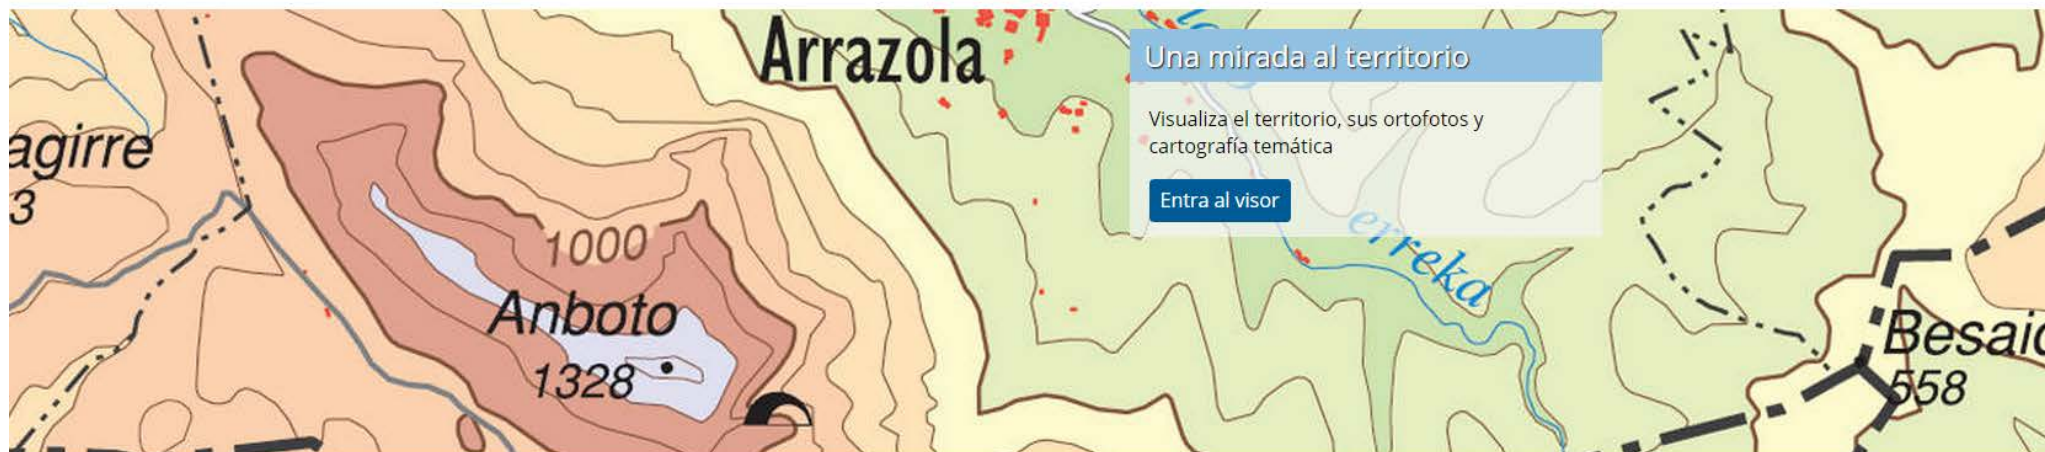 Arrazola
Una mirada al territorio
Visualiza el territorio, sus ortofotos y
cartografía temática
Entra al visor
agirre
3
1000
erreka
Anboto
1328
Besaid
558